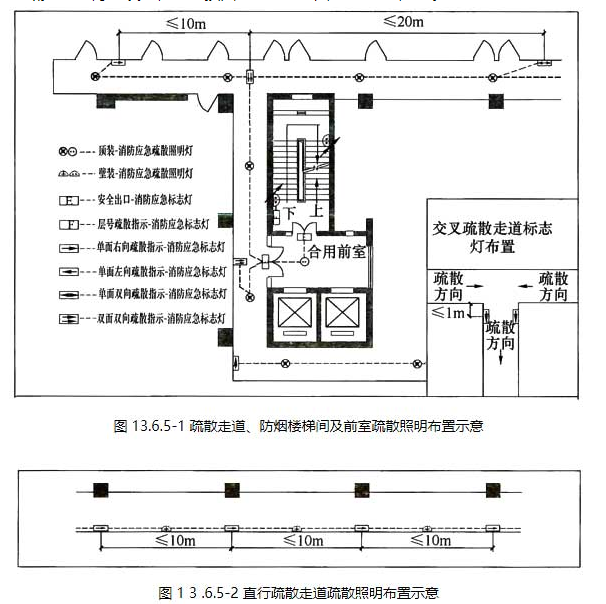 ≤10m ≤20m
顶装-消防应急疏散照明灯
壁装-消防应急疏散照明灯
E 安全出口-消防应急标志灯
F 层号疏散指示-消防应急标志灯
单面右向疏散指示-消防应急标志灯
单面左向疏散指示-消防应急标志灯
单面双向疏散指示-消防应急标志灯
双面双向疏散指示-消防应急标志灯
下 上
合用前室
交叉疏散走道标志
灯布置
疏散
方向
疏散
方向
≤1m
疏散
方向
图 13.6.5-1 疏散走道、防烟楼梯间及前室疏散照明布置示意
≤10m ≤10m ≤10m
图 1 3 .6.5-2 直行疏散走道疏散照明布置示意